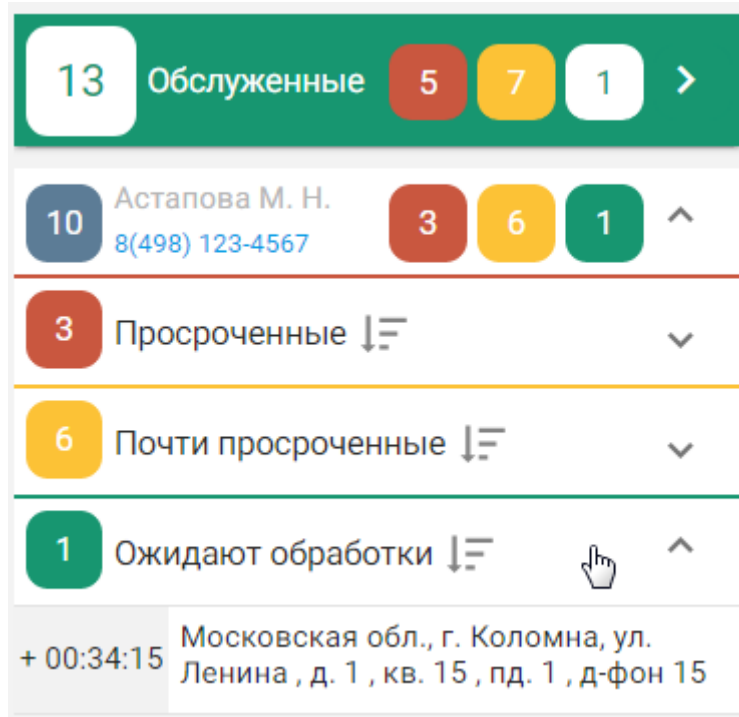 13 Обслуженные 5 7 1
10 Астапова М. Н. 3 6 1
8(498) 123-4567
3 Просроченные
6 Почти просроченные
1 Ожидают обработки
+ 00:34:15 Московская обл., г. Коломна, ул.
Ленина , д. 1 , кв. 15 , пд. 1 , д-фон 15